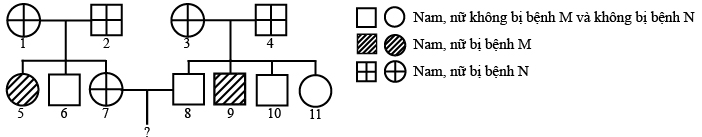 1 2 3 4
5 6 7 8 9 10 11
?
Nam, nữ không bị bệnh M và không bị bệnh N
Nam, nữ bị bệnh M
Nam, nữ bị bệnh N